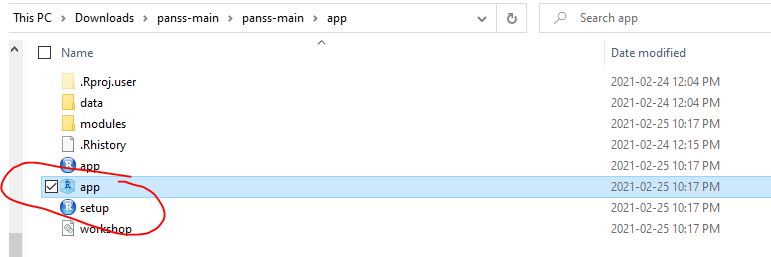 This PC > Downloads > panss-main > panss-main > app
Search app
Name Date modified
.Rproj.user 2021-02-24 12:04 PM
data 2021-02-24 12:04 PM
modules 2021-02-25 10:17 PM
.Rhistory 2021-02-24 12:15 PM
app 2021-02-25 10:17 PM
app 2021-02-25 10:17 PM
setup 2021-02-25 10:17 PM
workshop 2021-02-25 10:17 PM